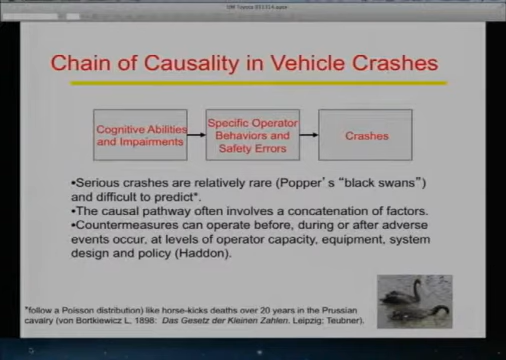 Chain of Causality in Vehicle Crashes
Cognitive Abilities
and Impairments
Specific Operator
Behaviors and
Safety Errors
Crashes
•Serious crashes are relatively rare (Popper's “black swans”)
and difficult to predict*.
•The causal pathway often involves a concatenation of factors.
•Countermeasures can operate before, during or after adverse
events occur, at levels of operator capacity, equipment, system
design and policy (Haddon).
*follow a Poisson distribution) like horse-kicks deaths over 20 years in the Prussian
cavalry (von Bortkiewicz L, 1898: Das Gesetz der Kleinen Zahlen. Leipzig; Teubner).